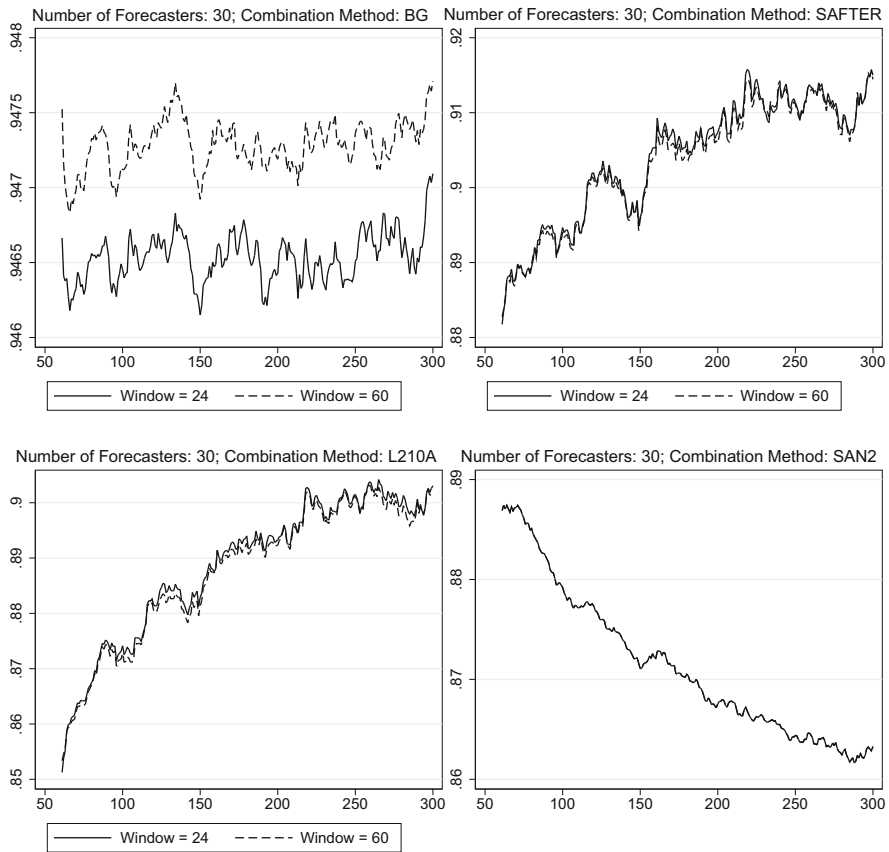 Number of Forecasters: 30; Combination Method: BG
.948
.9475
.947
.9465
.946
50 100 150 200 250 300
Window = 24 Window = 60
Number of Forecasters: 30; Combination Method: SAFTER
.92
.91
.9
.89
.88
50 100 150 200 250 300
Window = 24 Window = 60
Number of Forecasters: 30; Combination Method: L210A
.9
.89
.88
.87
.86
.85
50 100 150 200 250 300
Window = 24 Window = 60
Number of Forecasters: 30; Combination Method: SAN2
.89
.88
.87
.86
50 100 150 200 250 300